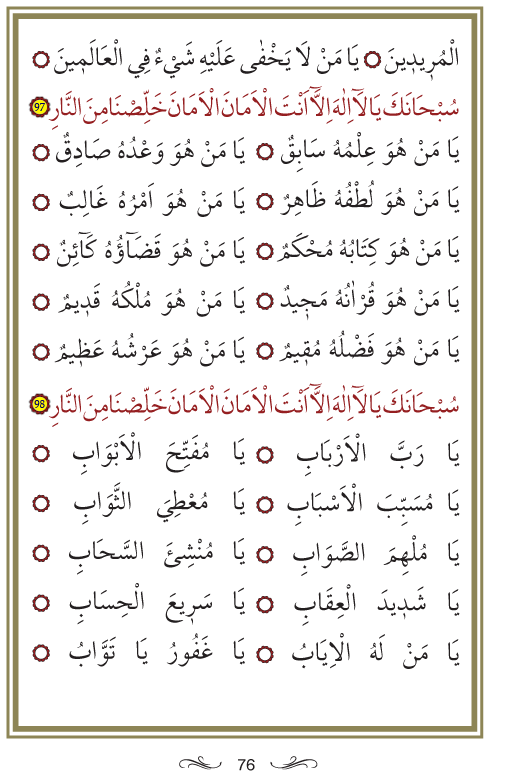 الْمُرِيدِينَ ۞ يَا مَنْ لَا يَخْفٰى عَلَيْهِ شَيْءٌ فِي الْعَالَمِينَ ۞
سُبْحَانَكَ يَا لَٓا اِلٰهَ اِلَّٓا اَنْتَ الْاَمَانَ الْاَمَانَ خَلِّصْنَا مِنَ النَّارِ 97
يَا مَنْ هُوَ عِلْمُهُ سَابِقٌ ۞ يَا مَنْ هُوَ وَعْدُهُ صَادِقٌ ۞
يَا مَنْ هُوَ لُطْفُهُ ظَاهِرٌ ۞ يَا مَنْ هُوَ اَمْرُهُ غَالِبٌ ۞
يَا مَنْ هُوَ كِتَابُهُ مُحْكَمٌ ۞ يَا مَنْ هُوَ قَضَٓاؤُهُ كَٓائِنٌ ۞
يَا مَنْ هُوَ قُرْاٰنُهُ مَجِيدٌ ۞ يَا مَنْ هُوَ مُلْكُهُ قَدِيمٌ ۞
يَا مَنْ هُوَ فَضْلُهُ مُقِيمٌ ۞ يَا مَنْ هُوَ عَرْشُهُ عَظِيمٌ ۞
سُبْحَانَكَ يَا لَٓا اِلٰهَ اِلَّٓا اَنْتَ الْاَمَانَ الْاَمَانَ خَلِّصْنَا مِنَ النَّارِ 98
يَا رَبَّ الْاَرْبَابِ ۞ يَا مُفَتِّحَ الْاَبْوَابِ ۞
يَا مُسَبِّبَ الْاَسْبَابِ ۞ يَا مُعْطِيَ الثَّوَابِ ۞
يَا مُلْهِمَ الصَّوَابِ ۞ يَا مُنْشِئَ السَّحَابِ ۞
يَا شَدِيدَ الْعِقَابِ ۞ يَا سَرِيعَ الْحِسَابِ ۞
يَا مَنْ لَهُ الْاِيَابُ ۞ يَا غَفُورُ يَا تَوَّابُ ۞
76